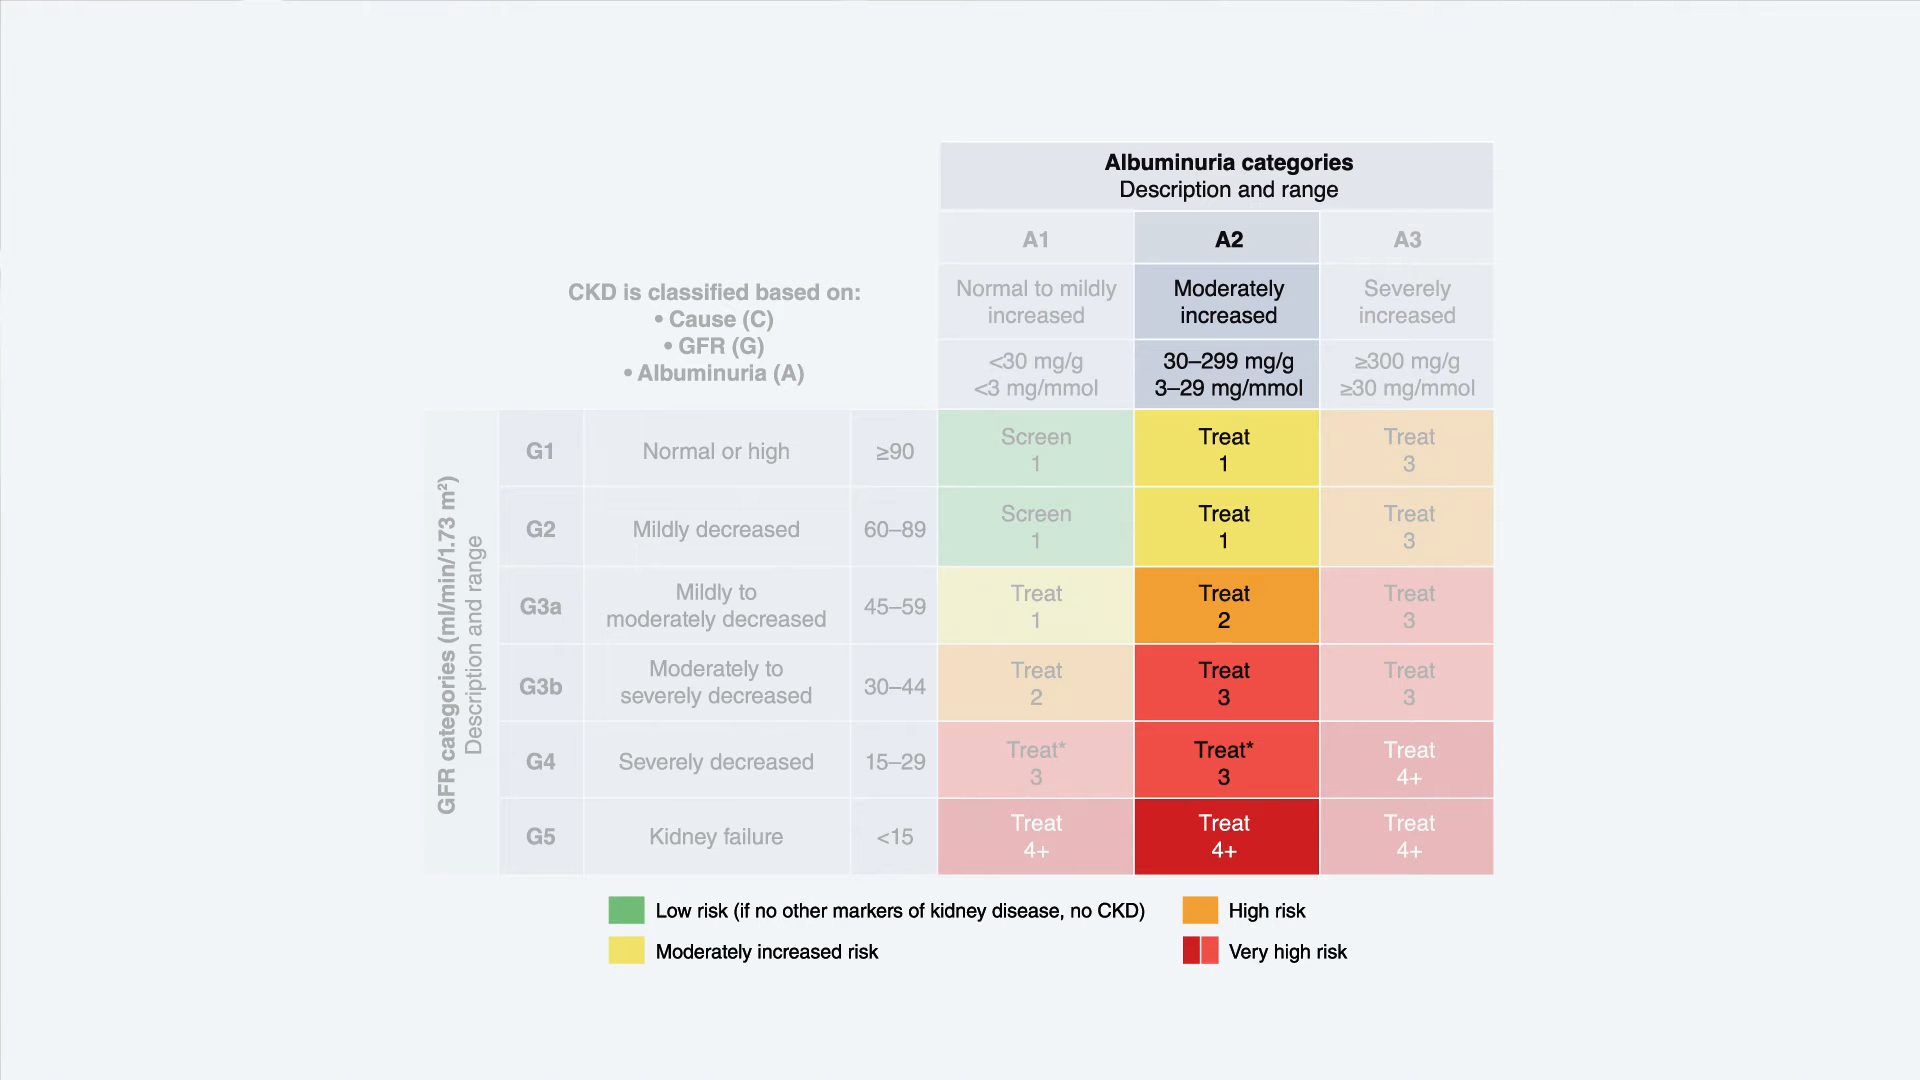 Albuminuria categories
Description and range
A1
A2
A3
CKD is classified based on:
• Cause (C)
• GFR (G)
• Albuminuria (A)
Normal to mildly
increased
Moderately
increased
Severely
increased
<30 mg/g
<3 mg/mmol
30–299 mg/g
3–29 mg/mmol
≥300 mg/g
≥30 mg/mmol
GFR categories (ml/min/1.73 m²)
Description and range
G1
Normal or high
≥90
Screen
1
Treat
1
Treat
3
G2
Mildly decreased
60–89
Screen
1
Treat
1
Treat
3
G3a
Mildly to
moderately decreased
45–59
Treat
1
Treat
2
Treat
3
G3b
Moderately to
severely decreased
30–44
Treat
2
Treat
3
Treat
3
G4
Severely decreased
15–29
Treat*
3
Treat*
3
Treat
4+
G5
Kidney failure
<15
Treat
4+
Treat
4+
Treat
4+
Low risk (if no other markers of kidney disease, no CKD)
High risk
Moderately increased risk
Very high risk